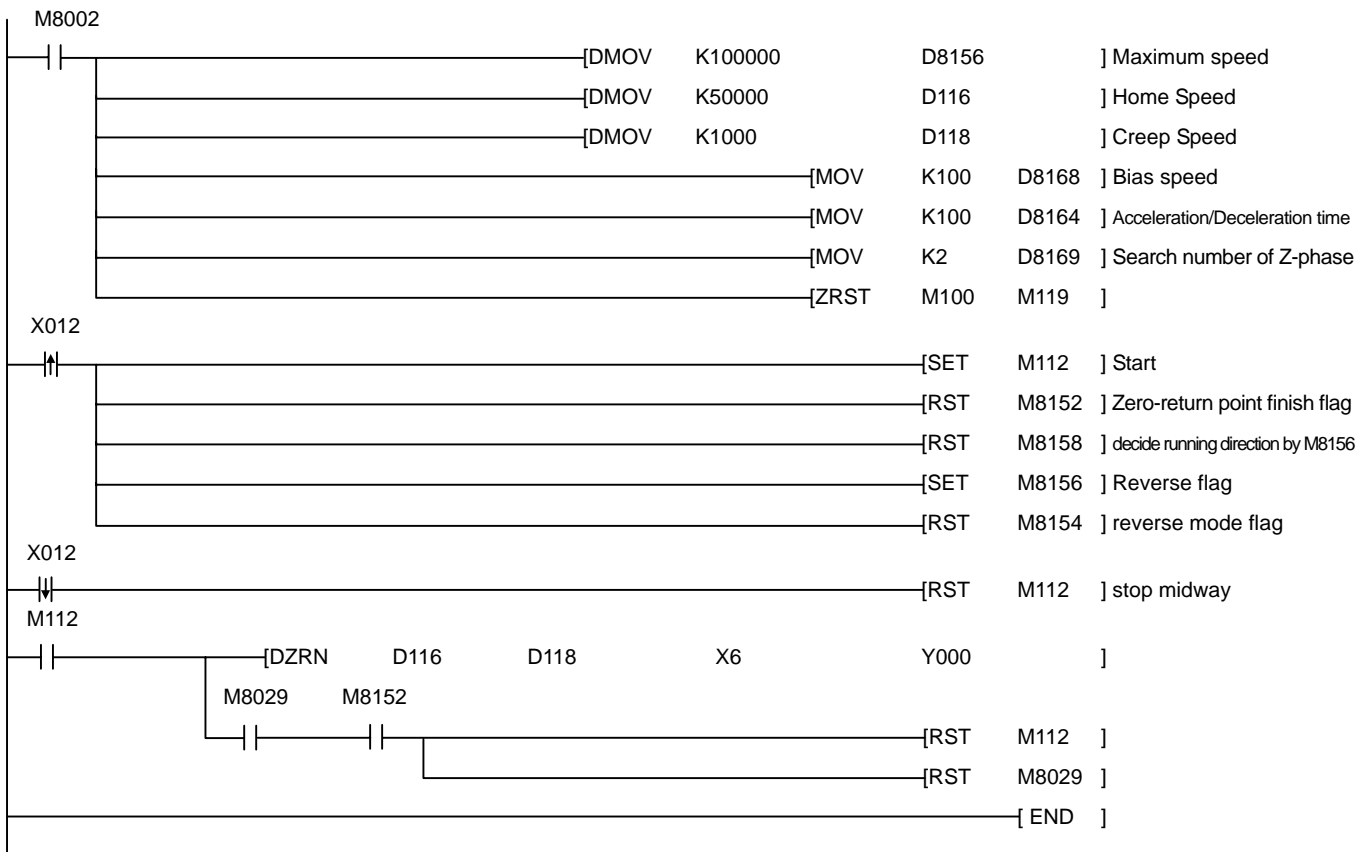 M8002
[DMOV K100000 D8156 ] Maximum speed
[DMOV K50000 D116 ] Home Speed
[DMOV K1000 D118 ] Creep Speed
[MOV K100 D8168 ] Bias speed
[MOV K100 D8164 ] Acceleration/Deceleration time
[MOV K2 D8169 ] Search number of Z-phase
[ZRST M100 M119 ]
X012
[SET M112 ] Start
[RST M8152 ] Zero-return point finish flag
[RST M8158 ] decide running direction by M8156
[SET M8156 ] Reverse flag
[RST M8154 ] reverse mode flag
X012
[RST M112 ] stop midway
M112
[DZRN D116 D118 X6 Y000 ]
M8029 M8152
[RST M112 ]
[RST M8029 ]
[ END ]